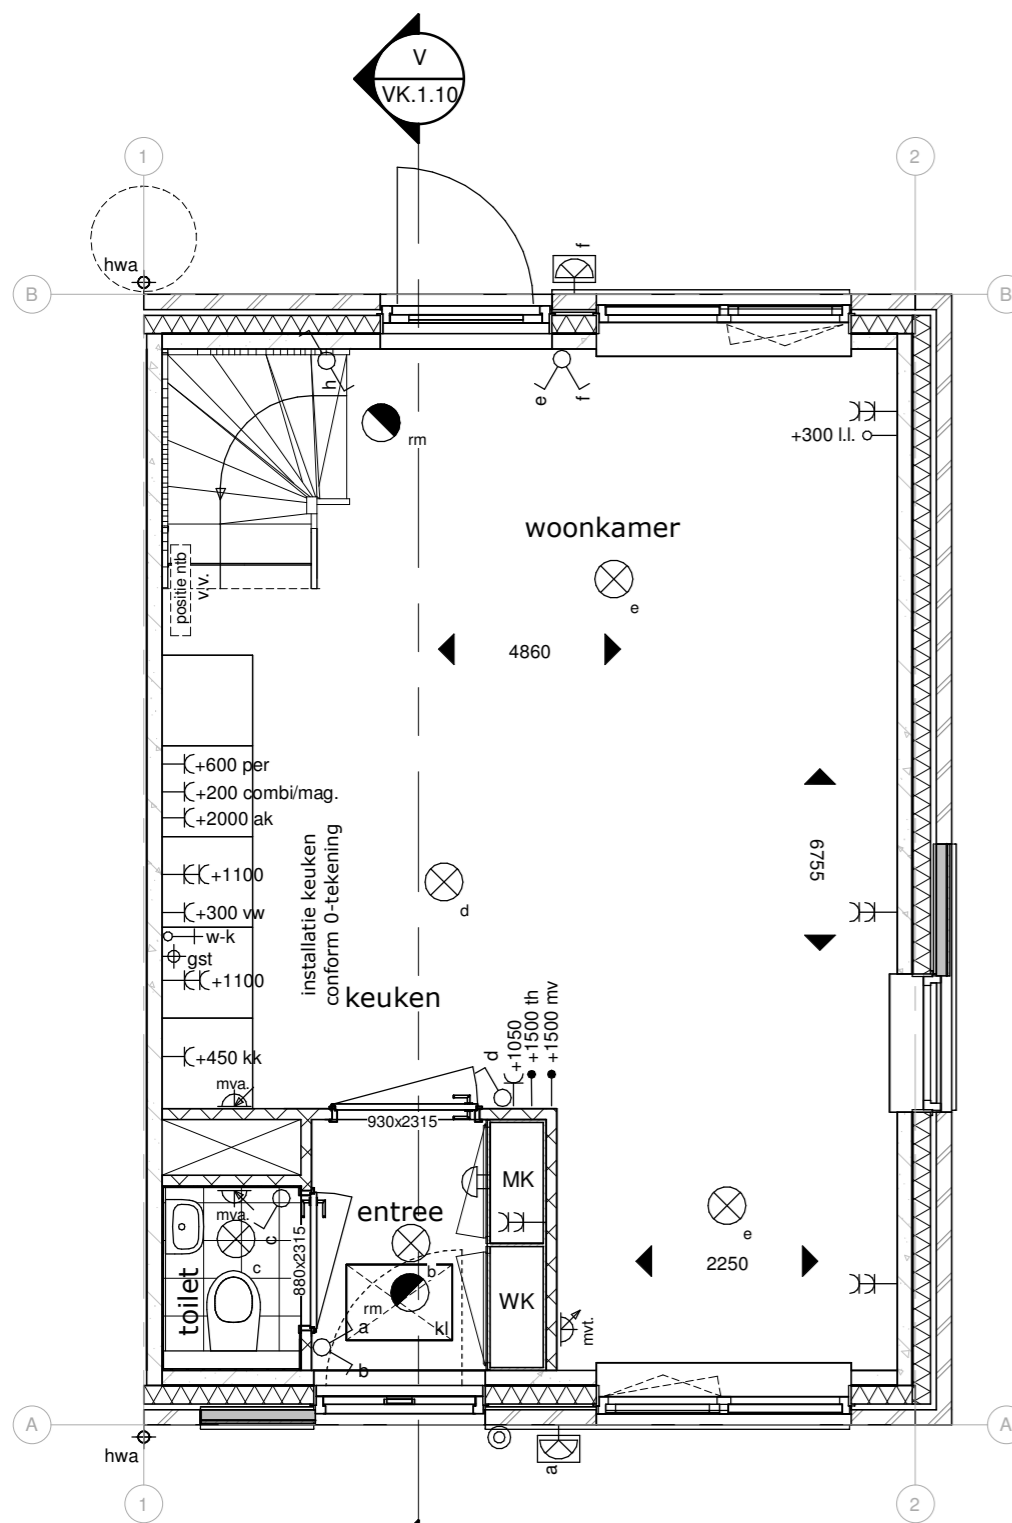 V
VK.1.10
1
2
hwa
f
B
B
h
e
f
rm
+300 l.l.
woonkamer
e
positie ntb
v.v.
4860
+600 per
+200 combi/mag.
+2000 ak
6755
installatie keuken
conform 0-tekening
+1100
d
+300 vw
w-k
gst
+1100
keuken
d
+1050
+1500 th
+1500 mv
+450 kk
mva.
930x2315
MK
mva.
c
c
entree
880x2315
e
toilet
b
2250
rm
WK
kl
a
b
mvt.
A
A
hwa
a
1
2